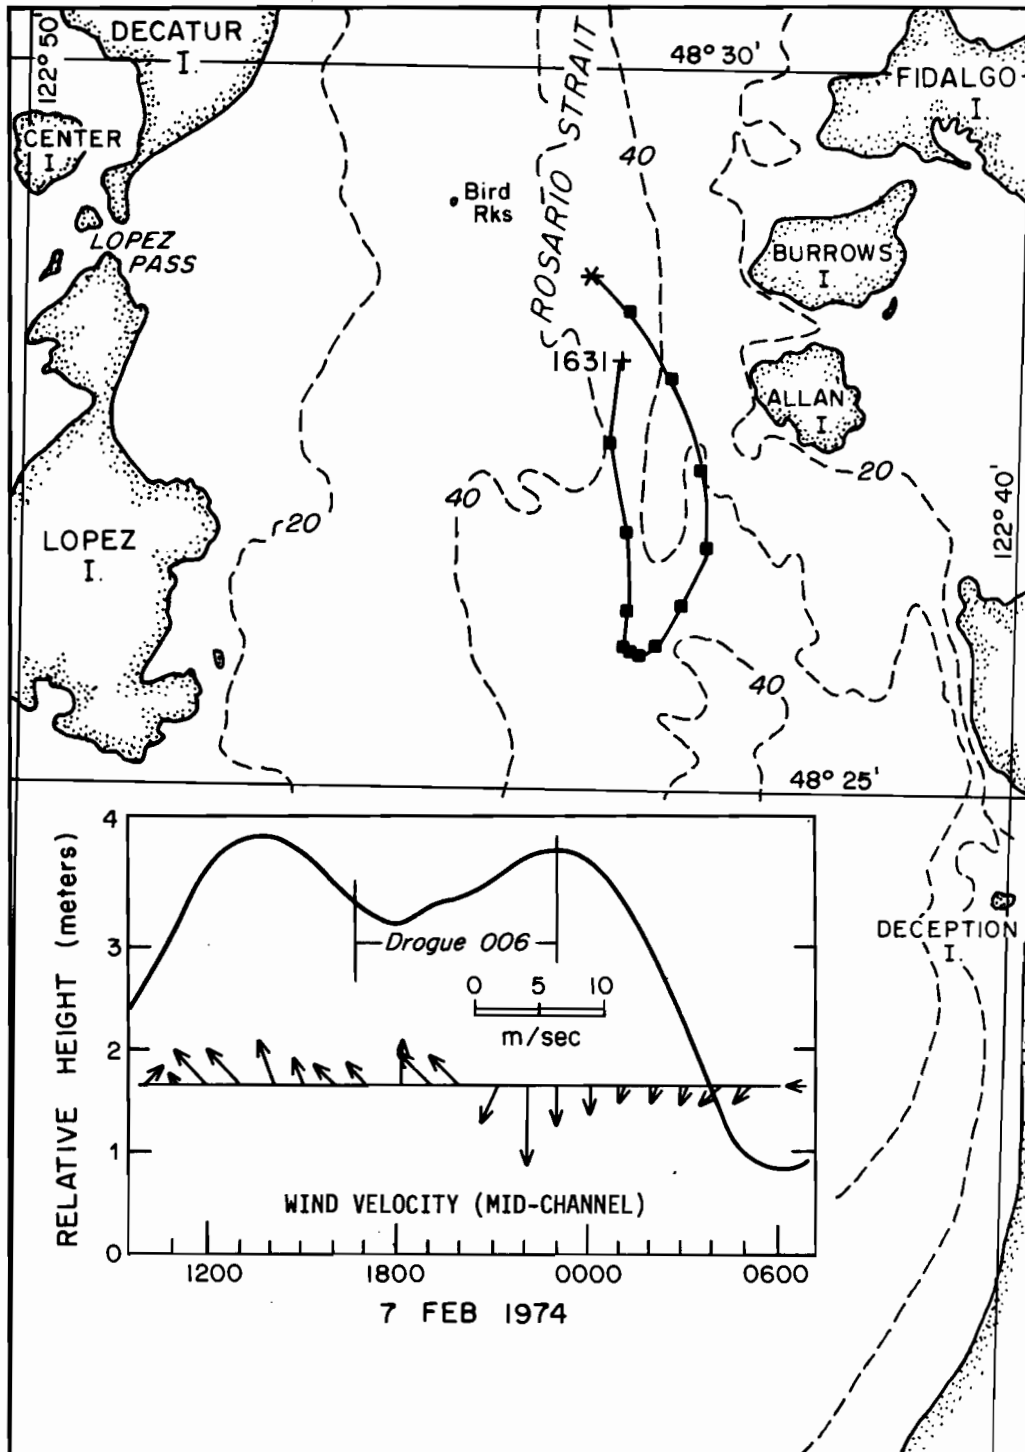 122° 50'
DECATUR
I.
48° 30'
FIDALGO
I
CENTER
I
ROSARIO STRAIT
40
Bird
Rks
LOPEZ
PASS
BURROWS
I
1631
ALLAN
I
20
40
20
122° 40'
LOPEZ
I.
40
48° 25'
RELATIVE HEIGHT (meters)
4
3
2
1
0
Drogue 006
0 5 10
m/sec
WIND VELOCITY (MID-CHANNEL)
1200 1800 0000 0600
7 FEB 1974
DECEPTION
I.